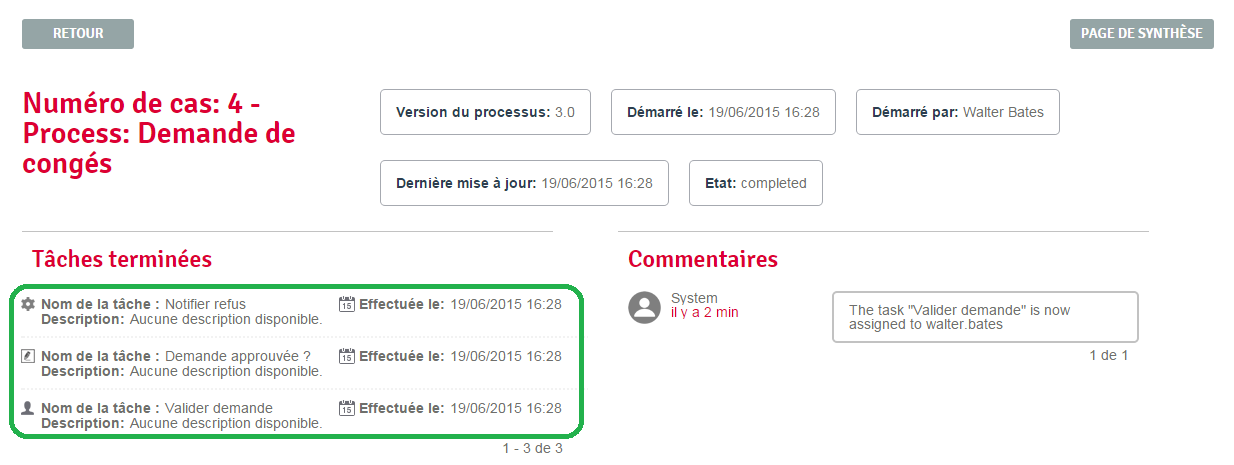 RETOUR
PAGE DE SYNTHÈSE
Numéro de cas: 4 -
Process: Demande de
congés
Version du processus: 3.0
Démarré le: 19/06/2015 16:28
Démarré par: Walter Bates
Dernière mise à jour: 19/06/2015 16:28
Etat: completed
Tâches terminées
Nom de la tâche : Notifier refus
Description: Aucune description disponible.
15 Effectuée le: 19/06/2015 16:28
Nom de la tâche : Demande approuvée ?
Description: Aucune description disponible.
15 Effectuée le: 19/06/2015 16:28
Nom de la tâche : Valider demande
Description: Aucune description disponible.
15 Effectuée le: 19/06/2015 16:28
1 - 3 de 3
Commentaires
System
il y a 2 min
The task "Valider demande" is now
assigned to walter.bates
1 de 1